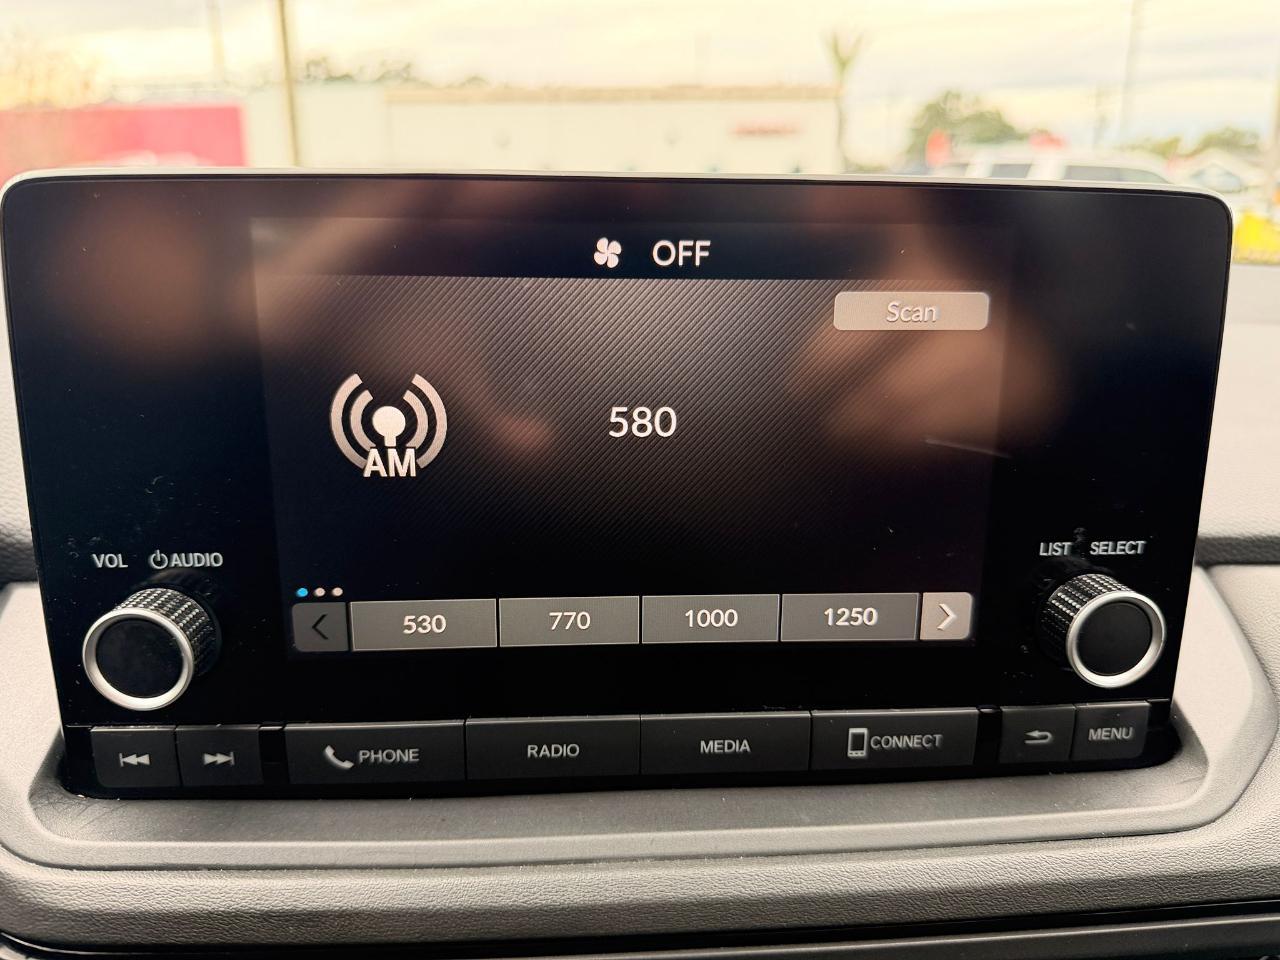 OFF
Scan
AM
580
VOL
AUDIO
LIST
SELECT
530
770
1000
1250
PHONE
RADIO
MEDIA
CONNECT
MENU